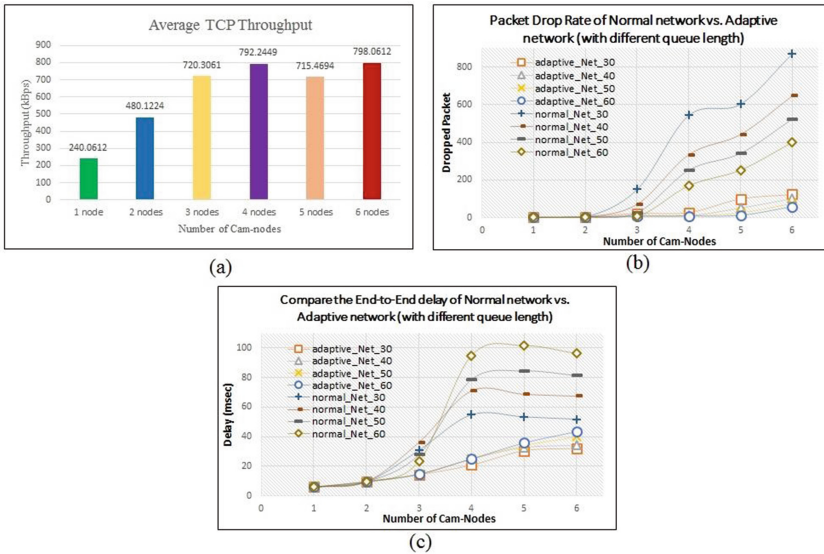 Average TCP Throughput
Throughput (kBps)
900
800
700
600
500
400
300
200
100
0
240.0612
480.1224
720.3061
792.2449
715.4694
798.0612
1 node
2 nodes
3 nodes
4 nodes
5 nodes
6 nodes
Number of Cam-nodes
(a)
Packet Drop Rate of Normal network vs. Adaptive
network (with different queue length)
Dropped Packet
800
600
400
200
0
adaptive_Net_30
adaptive_Net_40
adaptive_Net_50
adaptive_Net_60
normal_Net_30
normal_Net_40
normal_Net_50
normal_Net_60
0 1 2 3 4 5 6
Number of Cam-Nodes
(b)
Compare the End-to-End delay of Normal network vs.
Adaptive network (with different queue length)
Delay (msec)
100
80
60
40
20
0
adaptive_Net_30
adaptive_Net_40
adaptive_Net_50
adaptive_Net_60
normal_Net_30
normal_Net_40
normal_Net_50
normal_Net_60
0 1 2 3 4 5 6
Number of Cam-Nodes
(c)